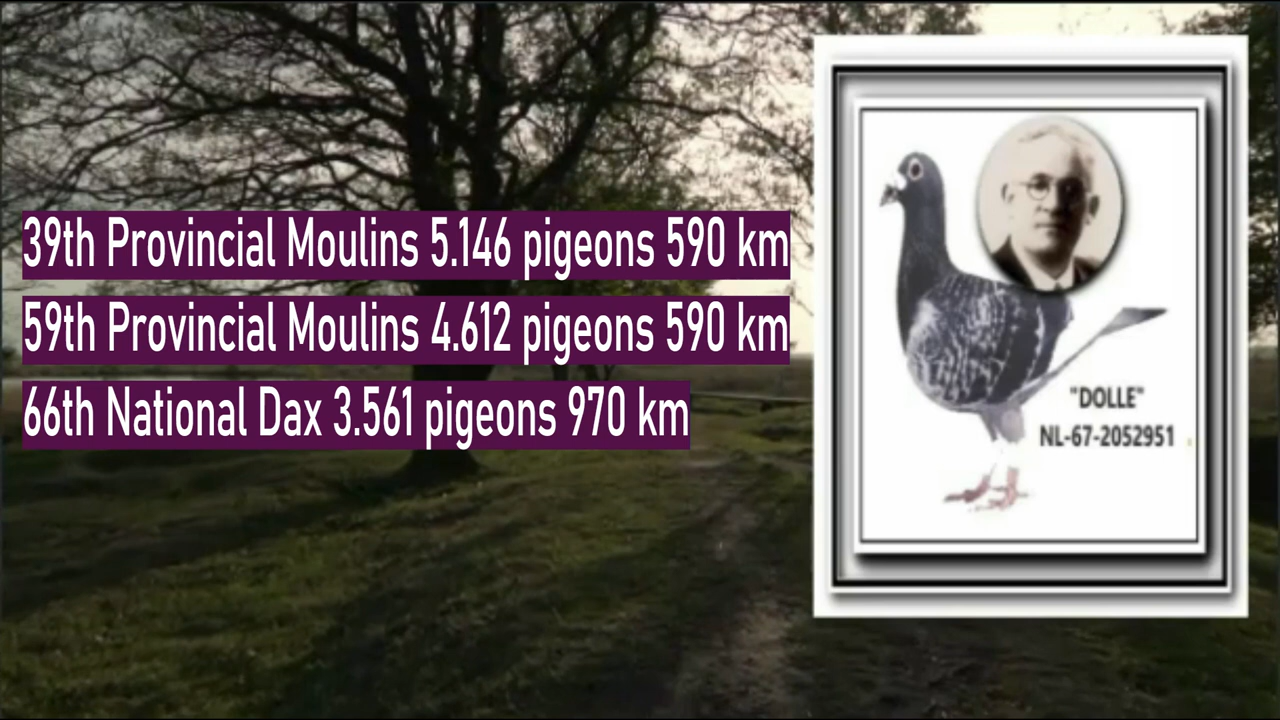 39th Provincial Moulins 5.146 pigeons 590 km
59th Provincial Moulins 4.612 pigeons 590 km
66th National Dax 3.561 pigeons 970 km
"DOLLE"
NL-67-2052951